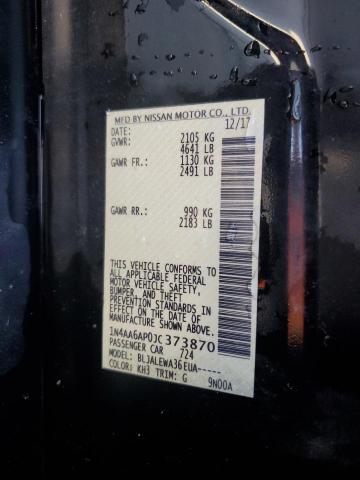 MFD BY NISSAN MOTOR CO., LTD.
DATE: 12/17
GVWR: 2105 KG
4641 LB
GAWR FR.: 1130 KG
2491 LB
GAWR RR.: 990 KG
2183 LB
THIS VEHICLE CONFORMS TO
ALL APPLICABLE FEDERAL
MOTOR VEHICLE SAFETY,
BUMPER, AND THEFT
PREVENTION STANDARDS IN
EFFECT ON THE DATE OF
MANUFACTURE SHOWN ABOVE.
1N4AA6AP0JC373870
PASSENGER CAR 724
MODEL: BLJALEWA36EUA-----
COLOR: KH3 TRIM: G 9N00A